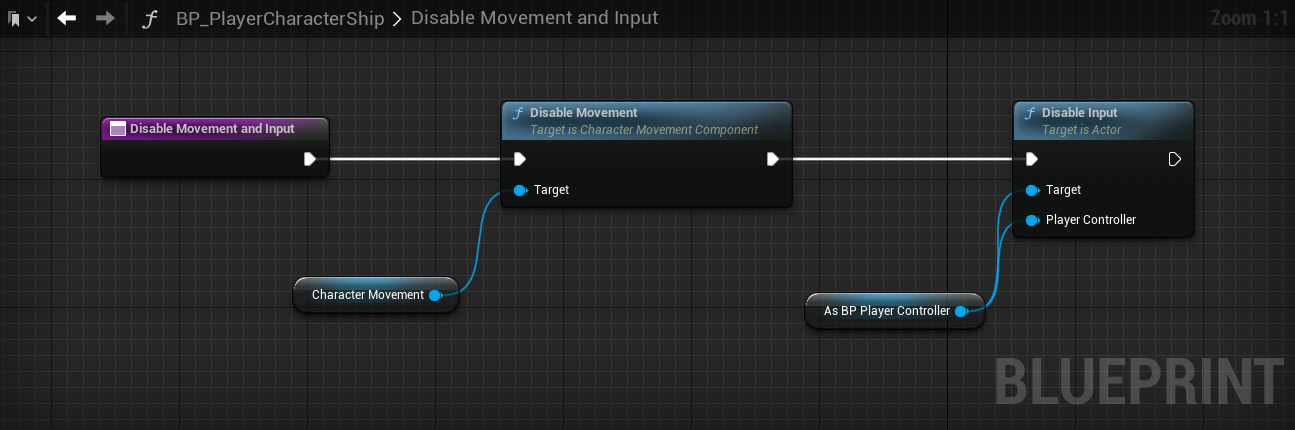 BP_PlayerCharacterShip > Disable Movement and Input
Zoom 1:1
Disable Movement and Input
Disable Movement
Target is Character Movement Component
Target
Disable Input
Target is Actor
Target
Player Controller
Character Movement
As BP Player Controller
BLUEPRINT